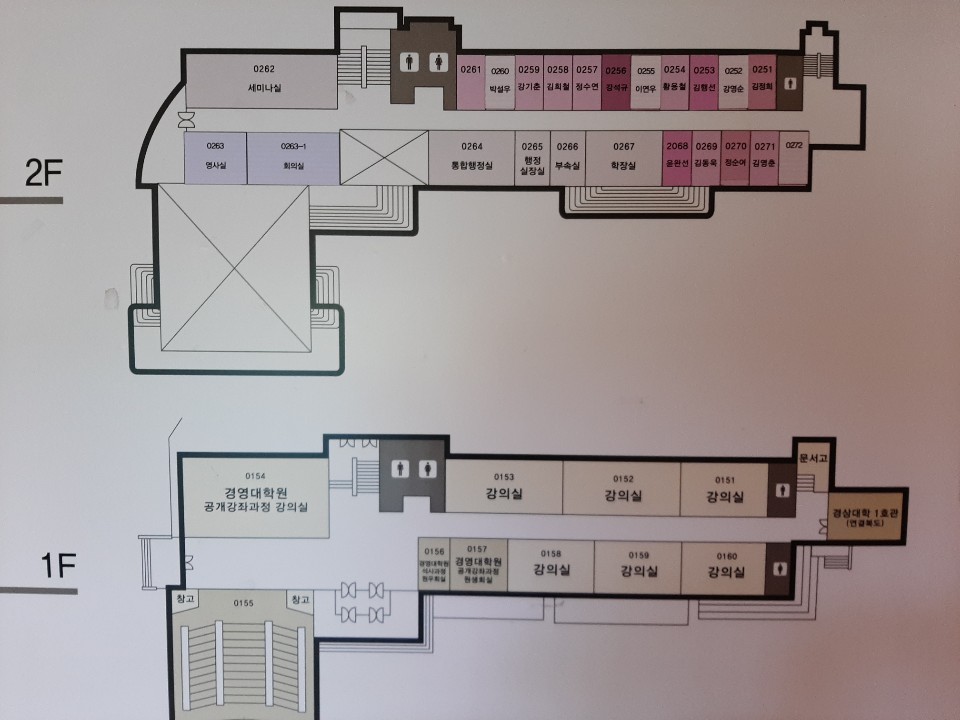 2F
0262
세미나실
0261
0260
박설우
0259
강기춘
0258
김희철
0257
정수연
0256
강석규
0255
이연우
0254
황용철
0253
김형선
0252
강영순
0251
김정희
0263
영사실
0263-1
회의실
0264
통합행정실
0265
행정
실장실
0266
부속실
0267
학장실
2068
윤완선
0269
김동욱
0270
정순여
0271
김영훈
0272
1F
0154
경영대학원
공개강좌과정 강의실
0153
강의실
0152
강의실
0151
강의실
문서고
경상대학 1호관
(연결복도)
0156
경영대학원
석사과정
원우회실
0157
경영대학원
공개강좌과정
원생회실
0158
강의실
0159
강의실
0160
강의실
창고
0155
창고